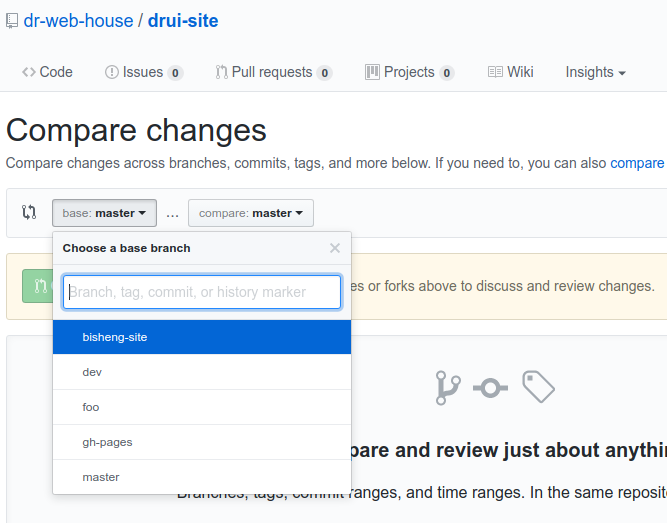 dr-web-house / drui-site
Code Issues 0 Pull requests 0 Projects 0 Wiki Insights
Compare changes
Compare changes across branches, commits, tags, and more below. If you need to, you can also compare
base: master ... compare: master
Choose a base branch
Branch, tag, commit, or history marker
es or forks above to discuss and review changes.
bisheng-site
dev
foo
gh-pages
pare and review just about anythin
master
Branches, tags, commit ranges, and time ranges. In the same reposit